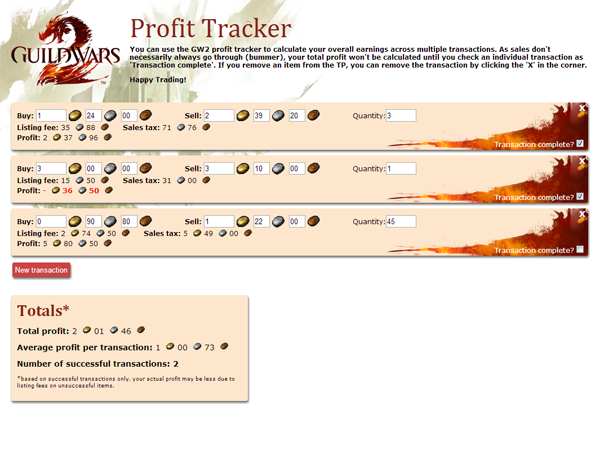 Profit Tracker
GUILDWARS 2
TM
You can use the GW2 profit tracker to calculate your overall earnings across multiple transactions. As sales don't
necessarily always go through (bummer), your total profit won't be calculated until you check an individual transaction as
'Transaction complete'. If you remove an item from the TP, you can remove the transaction by clicking the 'X' in the corner.
Happy Trading!
X
Buy: 1 24 00 Sell: 2 39 20 Quantity: 3
Listing fee: 35 88 Sales tax: 71 76
Profit: 2 37 96
Transaction complete?
X
Buy: 3 00 00 Sell: 3 10 00 Quantity: 1
Listing fee: 15 50 Sales tax: 31 00
Profit: - 36 50
Transaction complete?
X
Buy: 0 90 80 Sell: 1 22 00 Quantity: 45
Listing fee: 2 74 50 Sales tax: 5 49 00
Profit: 5 80 50
Transaction complete?
New transaction
Totals*
Total profit: 2 01 46
Average profit per transaction: 1 00 73
Number of successful transactions: 2
*based on successful transactions only, your actual profit may be less due to
listing fees on unsuccessful items.